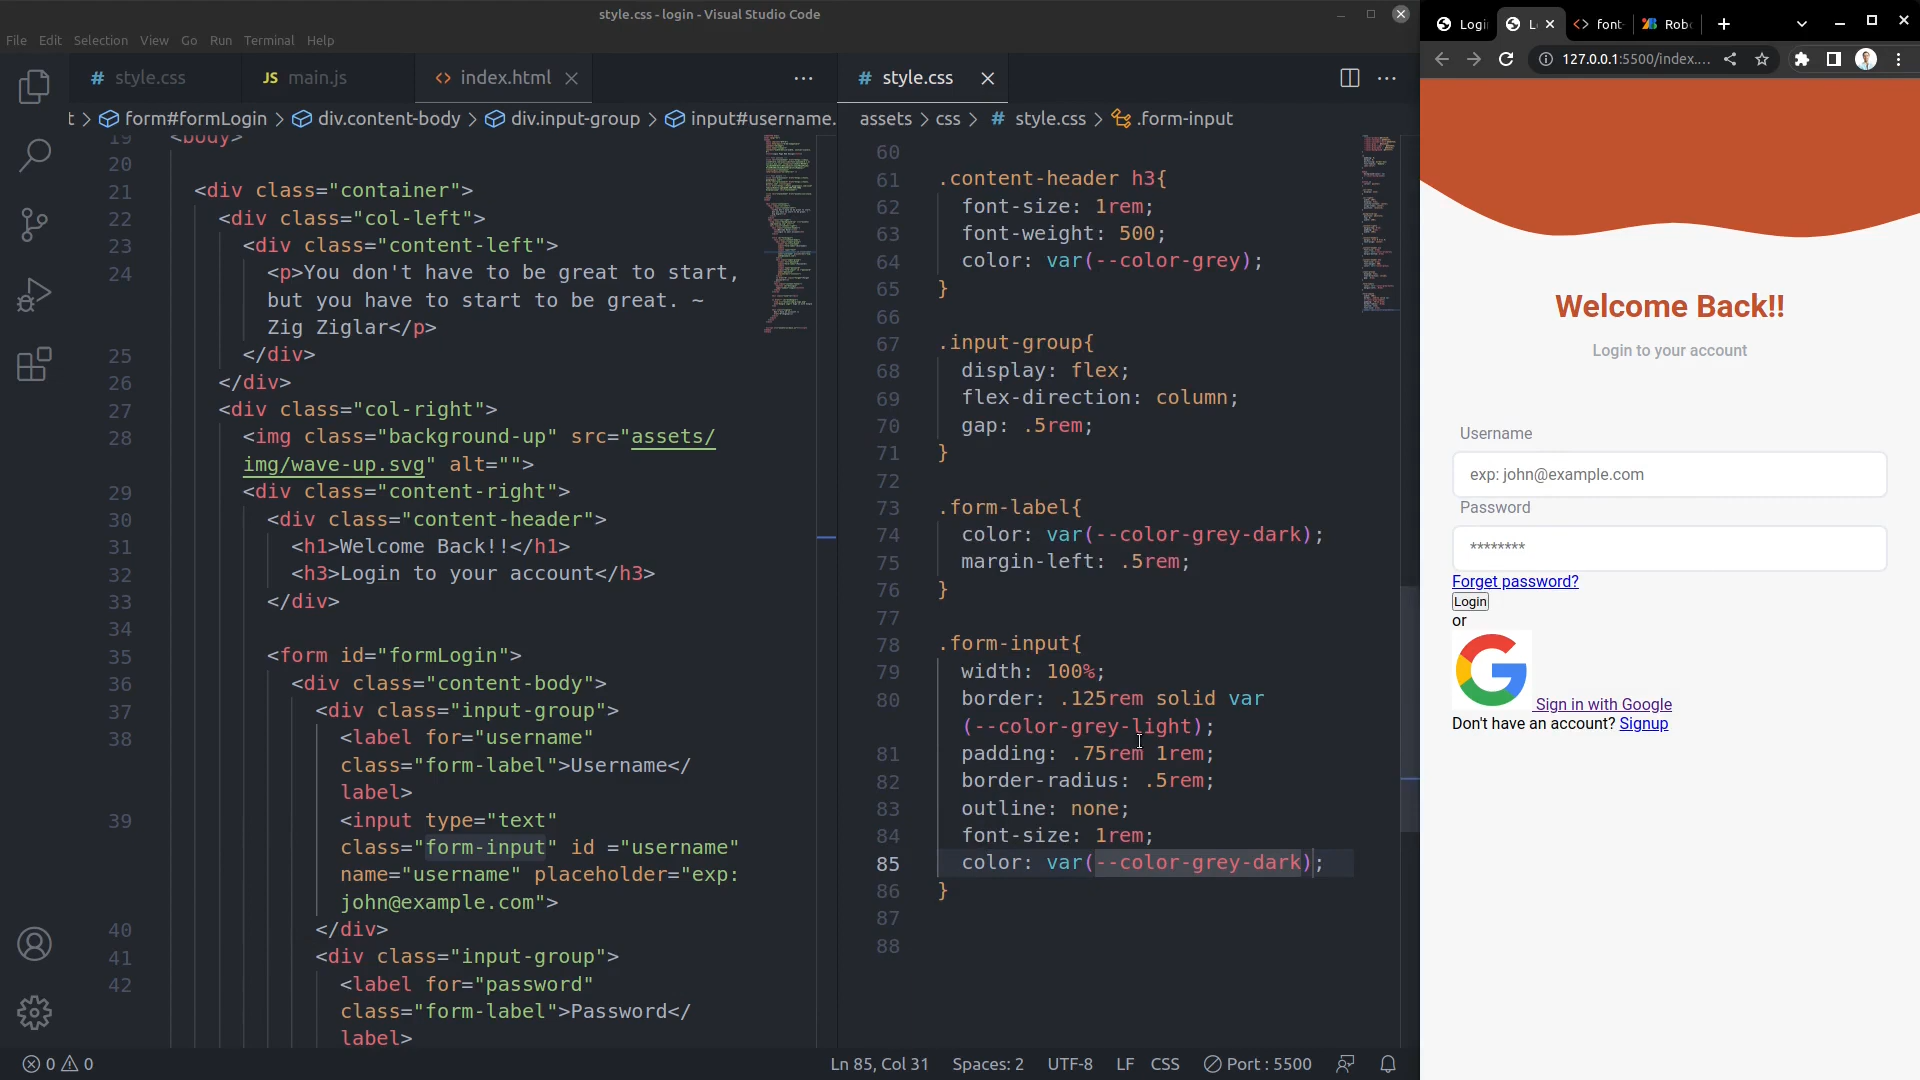 style.css - login - Visual Studio Code
File Edit Selection View Go Run Terminal Help
# style.css JS main.js <> index.html
# style.css
t > form#formLogin > div.content-body > div.input-group > input#username.
assets > css > # style.css > .form-input
19 <body>
20
21 <div class="container">
22 <div class="col-left">
23 <div class="content-left">
24 <p>You don't have to be great to start,
but you have to start to be great. ~
Zig Ziglar</p>
25 </div>
26 </div>
27 <div class="col-right">
28 <img class="background-up" src="assets/
img/wave-up.svg" alt="">
29 <div class="content-right">
30 <div class="content-header">
31 <h1>Welcome Back!!</h1>
32 <h3>Login to your account</h3>
33 </div>
34
35 <form id="formLogin">
36 <div class="content-body">
37 <div class="input-group">
38 <label for="username"
class="form-label">Username</
label>
39 <input type="text"
class="form-input" id ="username"
name="username" placeholder="exp:
john@example.com">
40 </div>
41 <div class="input-group">
42 <label for="password"
class="form-label">Password</
label>
60
61 .content-header h3{
62 font-size: 1rem;
63 font-weight: 500;
64 color: var(--color-grey);
65 }
66
67 .input-group{
68 display: flex;
69 flex-direction: column;
70 gap: .5rem;
71 }
72
73 .form-label{
74 color: var(--color-grey-dark);
75 margin-left: .5rem;
76 }
77
78 .form-input{
79 width: 100%;
80 border: .125rem solid var
(--color-grey-light);
81 padding: .75rem 1rem;
82 border-radius: .5rem;
83 outline: none;
84 font-size: 1rem;
85 color: var(--color-grey-dark);
86 }
87
88
0 0
Ln 85, Col 31 Spaces: 2 UTF-8 LF CSS Port : 5500
Login L font- Rob
127.0.0.1:5500/index....
Welcome Back!!
Login to your account
Username
exp: john@example.com
Password
********
Forget password?
Login
or
Sign in with Google
Don't have an account? Signup